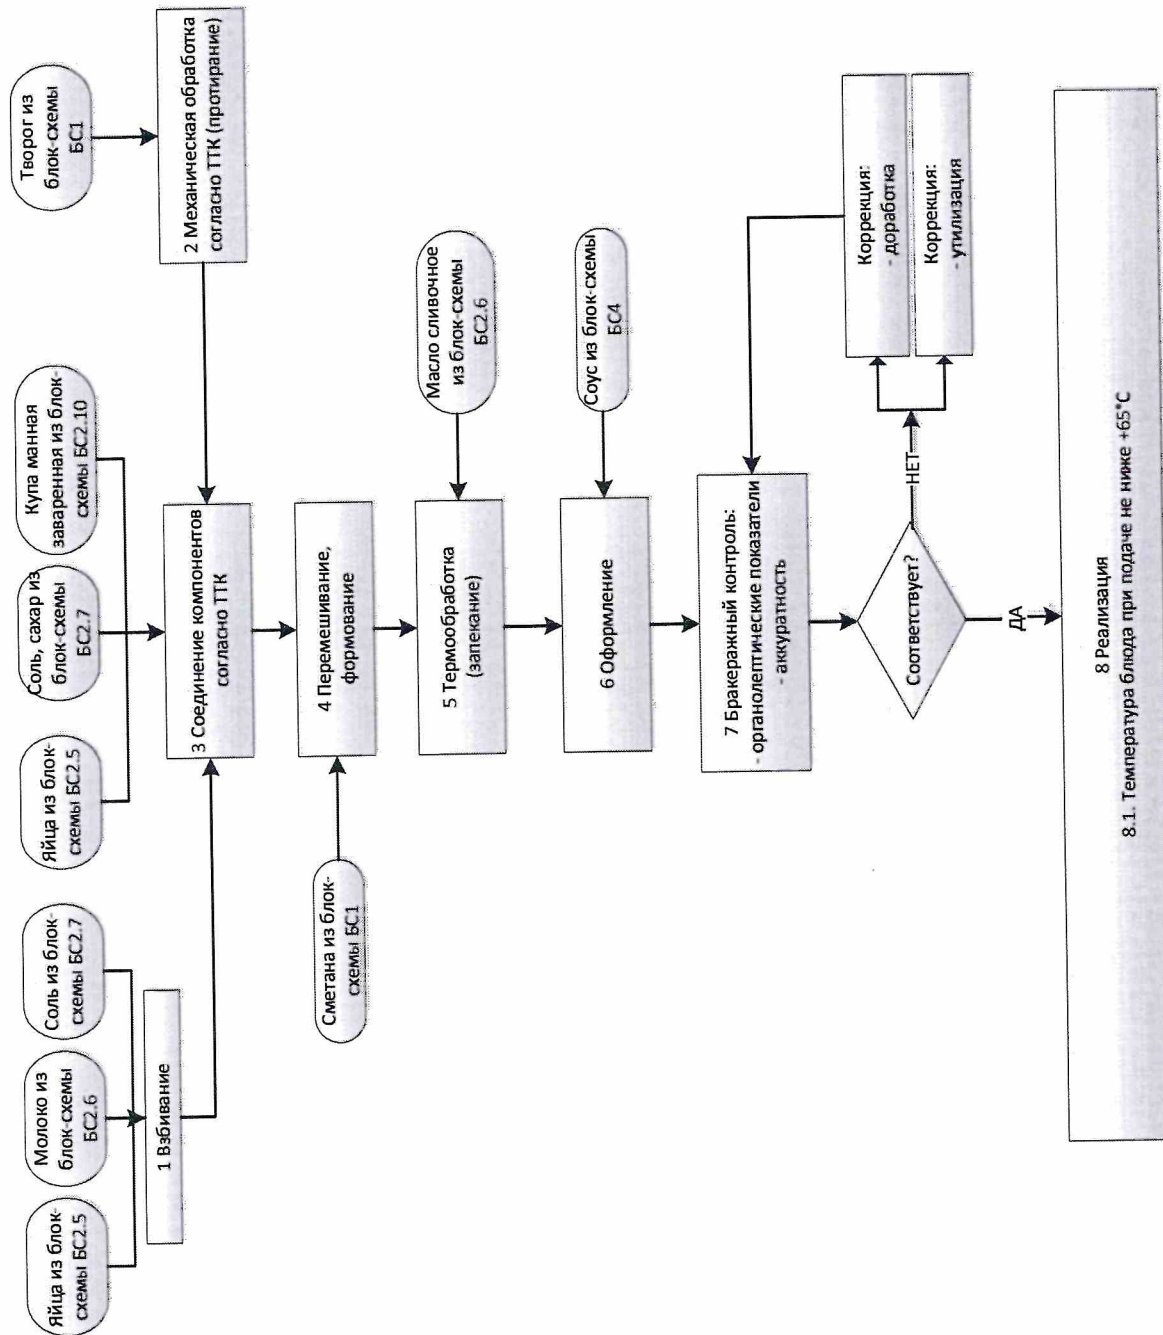 Яйца из блок-
схемы БС2.5
Молоко из
блок-схемы
БС2.6
Соль из блок-
схемы БС2.7
Яйца из блок-
схемы БС2.5
Соль, сахар из
блок-схемы
БС2.7
Купа манная
заваренная из блок-
схемы БС2.10
Творог из
блок-схемы
БС1
1 Взбивание
2 Механическая обработка
согласно ТТК (протирание)
3 Соединение компонентов
согласно ТТК
Сметана из блок-
схемы БС1
4 Перемешивание,
формование
5 Термообработка
(запекание)
Масло сливочное
из блок-схемы
БС2.6
6 Оформление
Соус из блок-схемы
БС4
7 Бракеражный контроль:
- органолептические показатели
- аккуратность
Соответствует?
НЕТ
Коррекция:
- доработка
Коррекция:
- утилизация
ДА
8 Реализация
8.1. Температура блюда при подаче не ниже +65°С